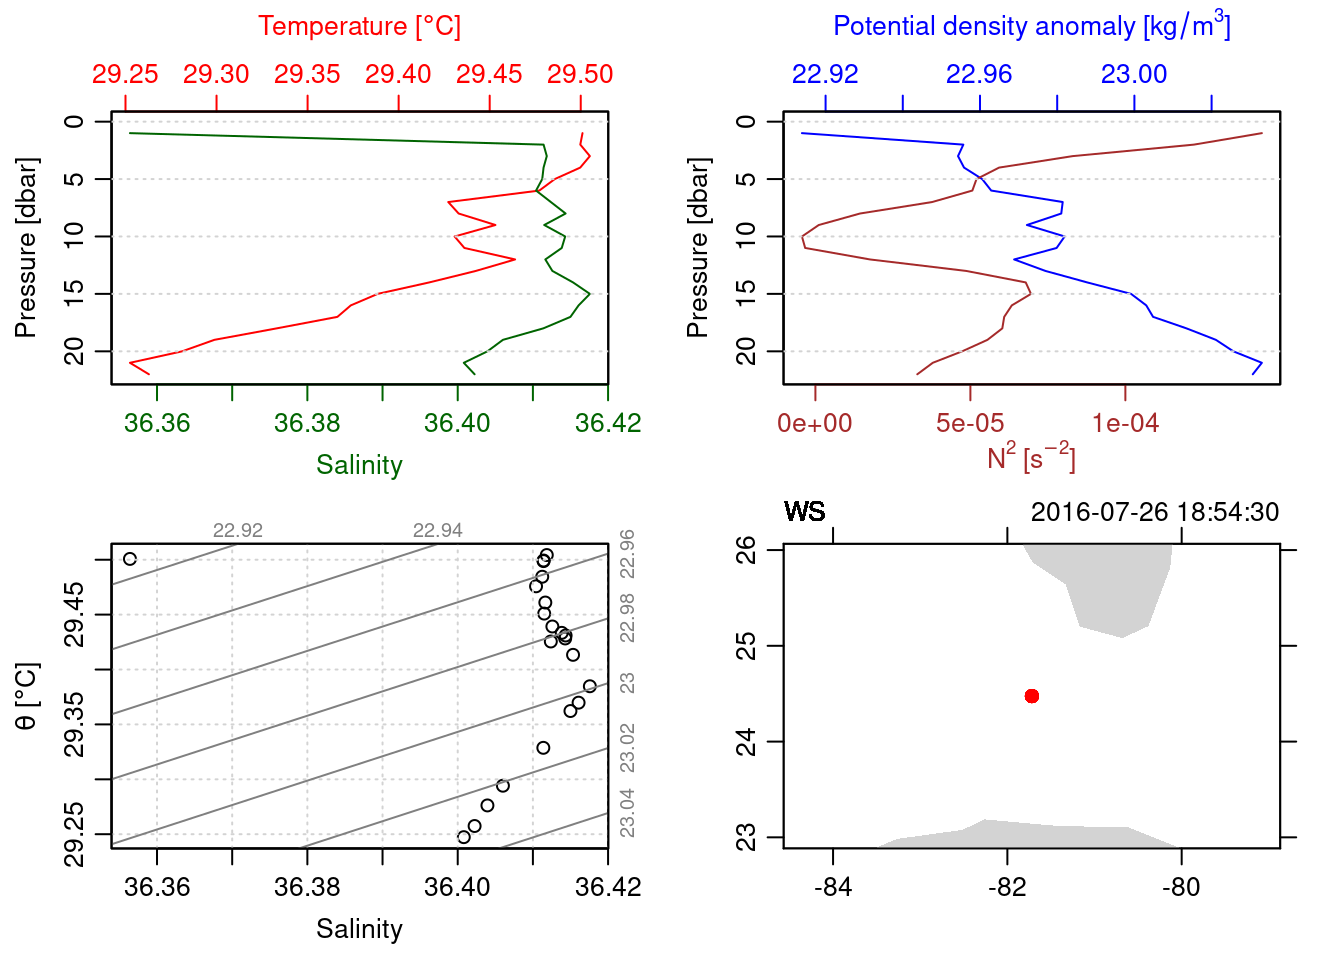 Temperature [°C]
29.25 29.30 29.35 29.40 29.45 29.50
Pressure [dbar]
0
5
10
15
20
36.36 36.38 36.40 36.42
Salinity
Potential density anomaly [kg/m³]
22.92 22.96 23.00
Pressure [dbar]
0
5
10
15
20
0e+00 5e-05 1e-04
N² [s⁻²]
22.92 22.94
22.96
22.98
23
23.02
23.04
θ [°C]
29.45
29.35
29.25
36.36 36.38 36.40 36.42
Salinity
WS 2016-07-26 18:54:30
26
25
24
23
-84 -82 -80